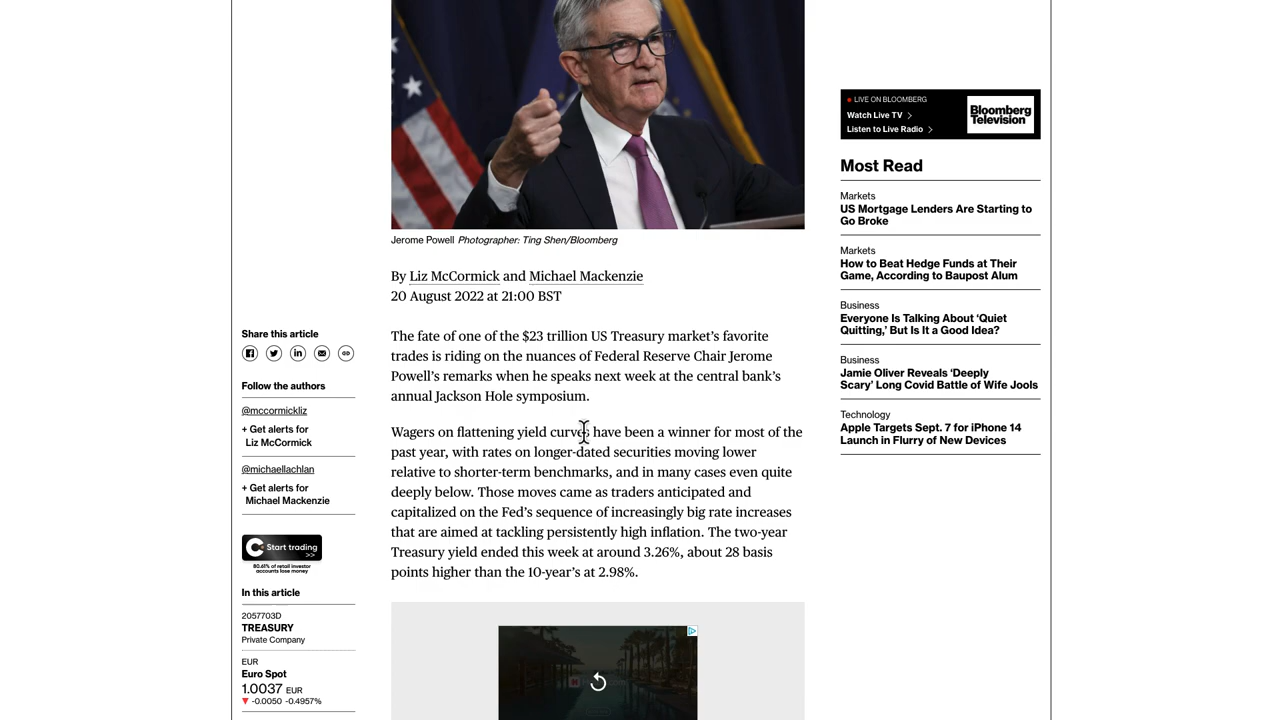 Jerome Powell Photographer: Ting Shen/Bloomberg
By Liz McCormick and Michael Mackenzie
20 August 2022 at 21:00 BST
The fate of one of the $23 trillion US Treasury market’s favorite
trades is riding on the nuances of Federal Reserve Chair Jerome
Powell’s remarks when he speaks next week at the central bank’s
annual Jackson Hole symposium.
Wagers on flattening yield curves have been a winner for most of the
past year, with rates on longer-dated securities moving lower
relative to shorter-term benchmarks, and in many cases even quite
deeply below. Those moves came as traders anticipated and
capitalized on the Fed’s sequence of increasingly big rate increases
that are aimed at tackling persistently high inflation. The two-year
Treasury yield ended this week at around 3.26%, about 28 basis
points higher than the 10-year’s at 2.98%.
Share this article
Follow the authors
@mccormickliz
+ Get alerts for
Liz McCormick
@michaellachlan
+ Get alerts for
Michael Mackenzie
Start trading
>>
80.61% of retail investor
accounts lose money
In this article
2057703D
TREASURY
Private Company
EUR
Euro Spot
1.0037 EUR
▼ -0.0050 -0.4957%
LIVE ON BLOOMBERG
Watch Live TV >
Listen to Live Radio >
Bloomberg
Television
Most Read
Markets
US Mortgage Lenders Are Starting to
Go Broke
Markets
How to Beat Hedge Funds at Their
Game, According to Baupost Alum
Business
Everyone Is Talking About ‘Quiet
Quitting,’ But Is It a Good Idea?
Business
Jamie Oliver Reveals ‘Deeply
Scary’ Long Covid Battle of Wife Jools
Technology
Apple Targets Sept. 7 for iPhone 14
Launch in Flurry of New Devices